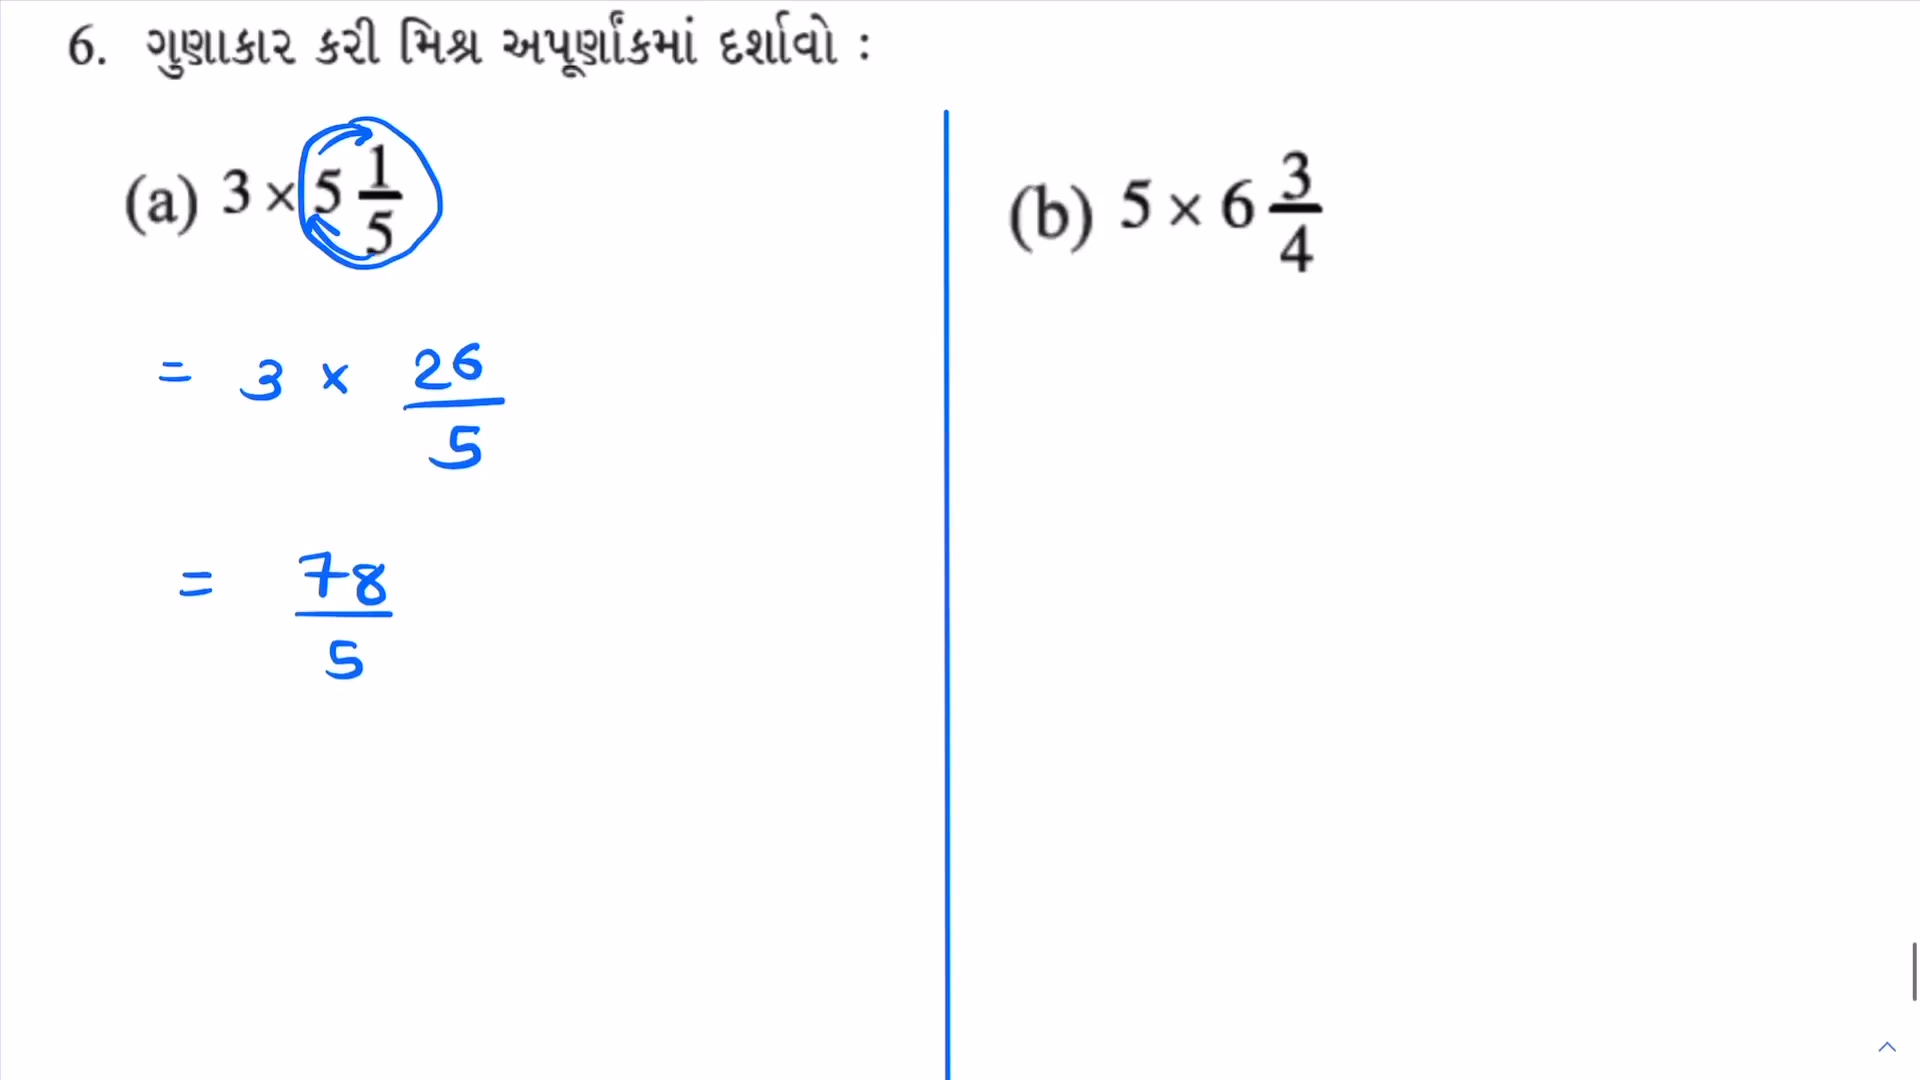 6. ગુણાકાર કરી મિશ્ર અપૂર્ણાંકમાં દર્શાવો :
(a) 3 × 5 1/5
= 3 × 26/5
= 78/5
(b) 5 × 6 3/4